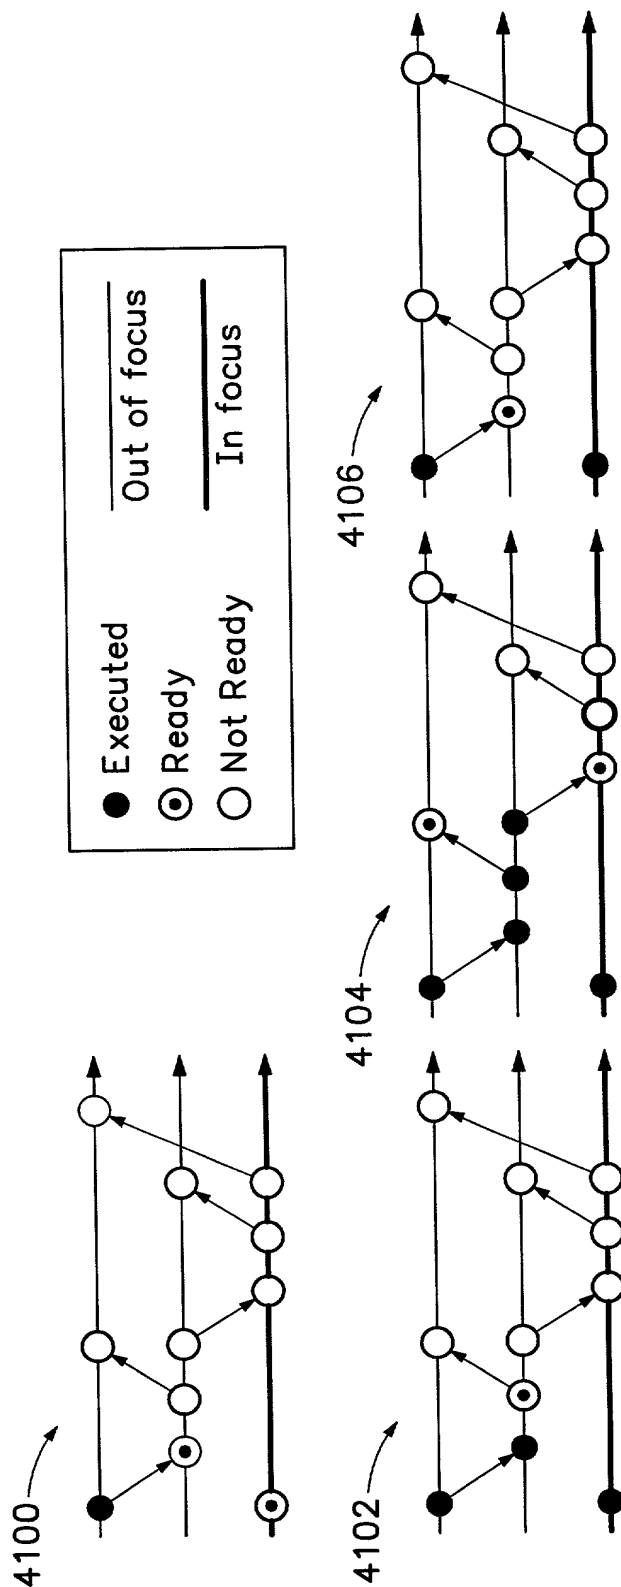 4100
Executed
Ready
Not Ready
Out of focus
In focus
4102
4104
4106